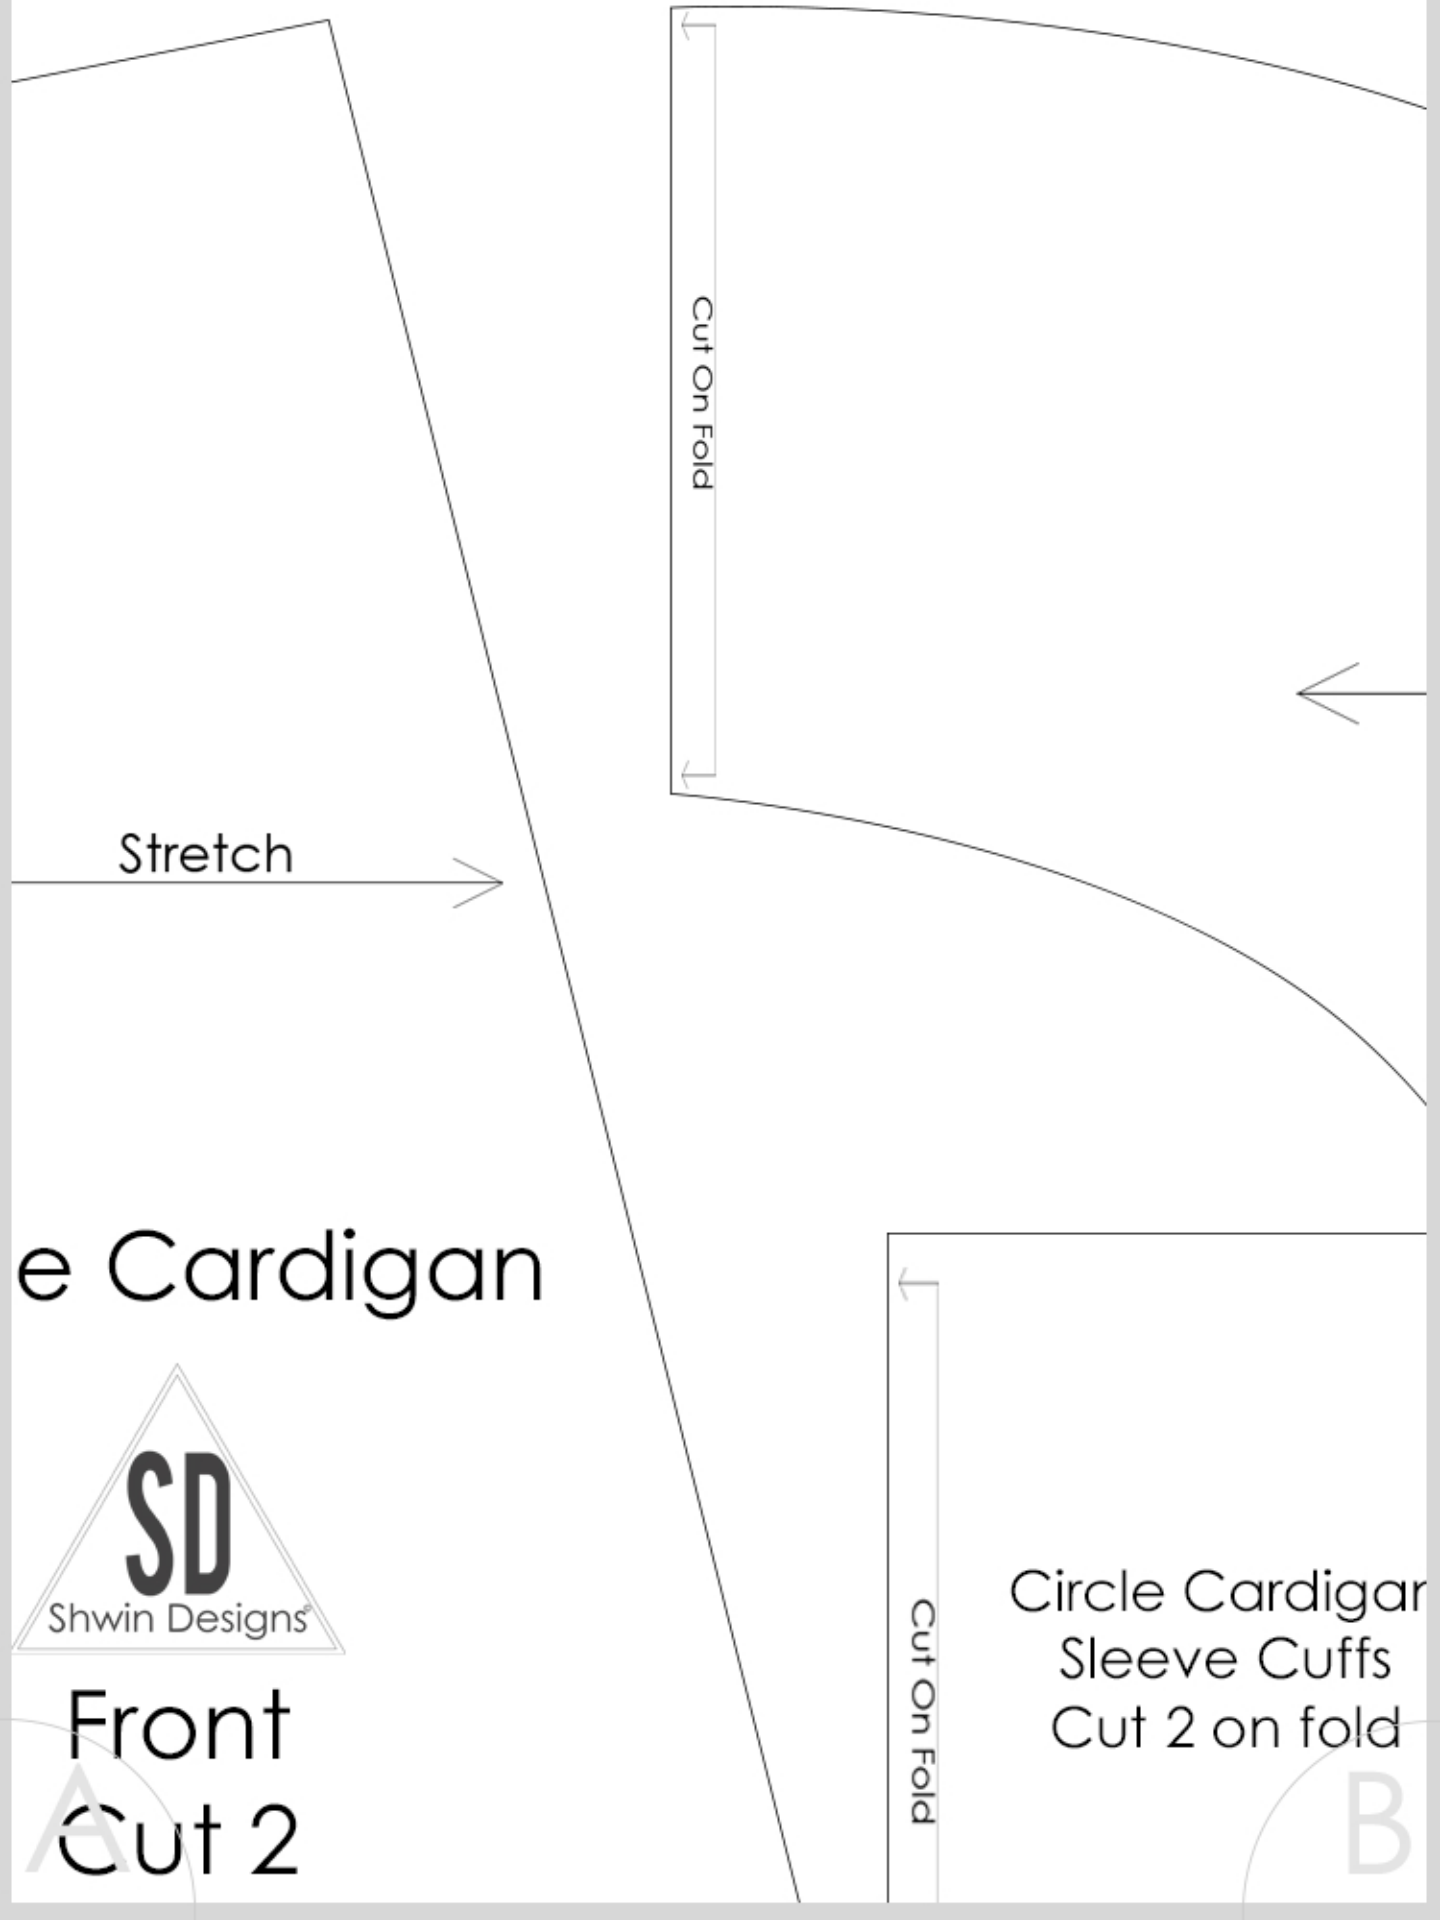 Cut On Fold
Stretch
e Cardigan
SD
Shwin Designs®
Front
Cut 2
A
Cut On Fold
Circle Cardigan
Sleeve Cuffs
Cut 2 on fold
B